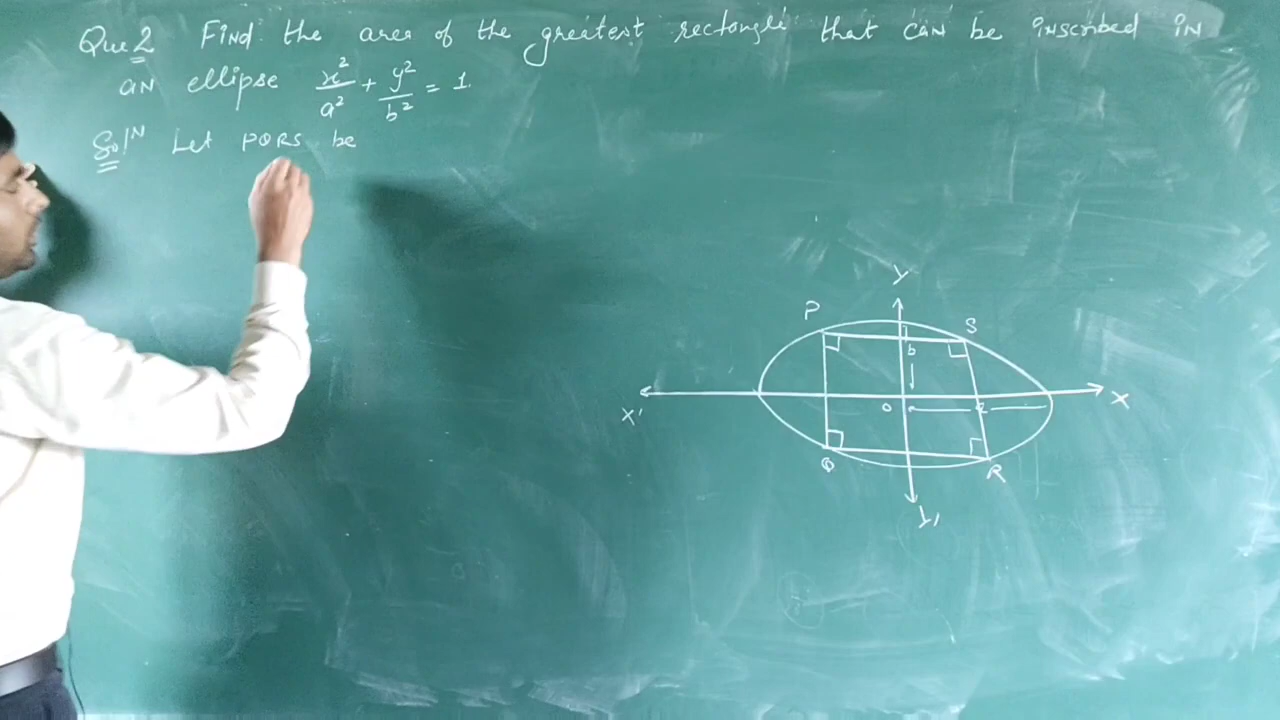 Que 2 Find the area of the greatest rectangle that can be inscribed in
an ellipse x²/a² + y²/b² = 1.
Solᴺ Let PQRS be
Y
P
S
b
X'
O
a
X
Q
R
Y'